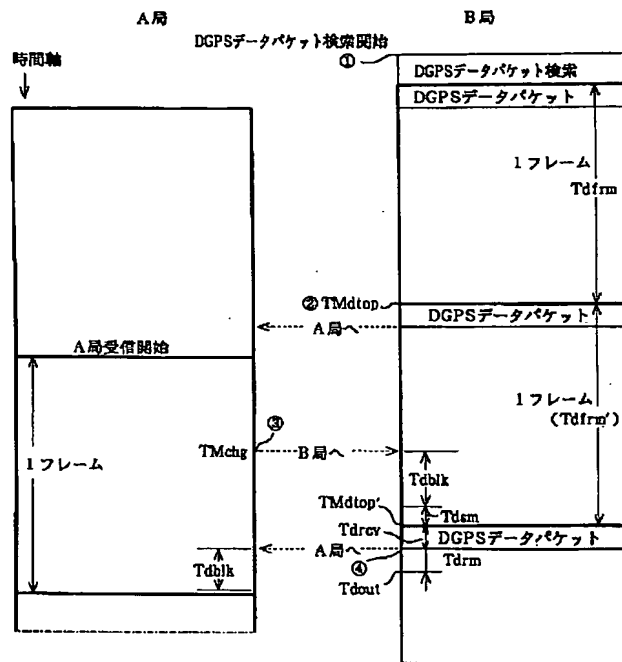 A局
B局
DGPSデータパケット検索開始
①
時間軸
DGPSデータパケット検索
DGPSデータパケット
1フレーム
Tdfrm
② TMdtop
DGPSデータパケット
A局へ
A局受信開始
1フレーム
(Tdfrm')
③
TMchg
B局へ
1フレーム
Tdblk
TMdtop'
Tdsm
Tdrcv
DGPSデータパケット
A局へ
④
Tdrm
Tdblk
Tdout